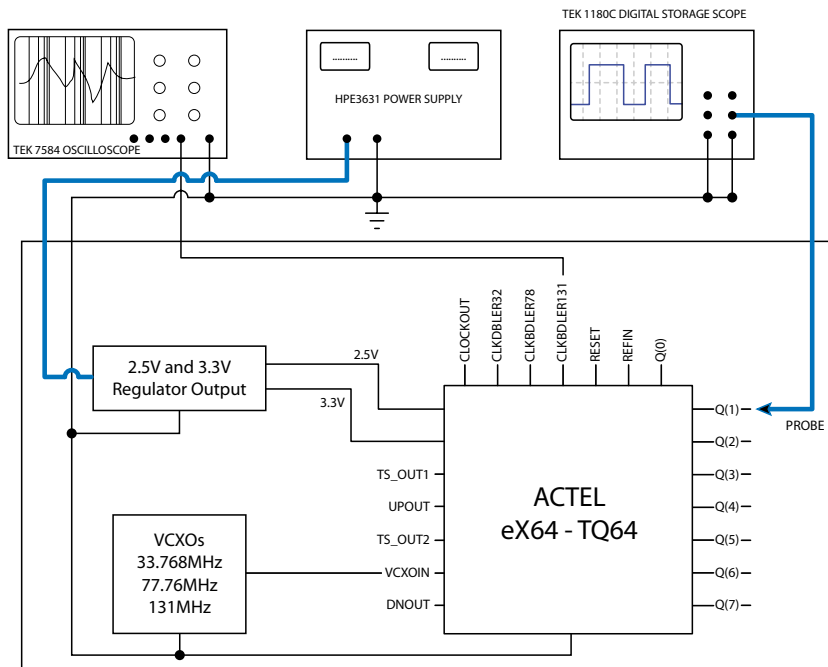 TEK 1180C DIGITAL STORAGE SCOPE
HPE3631 POWER SUPPLY
TEK 7584 OSCILLOSCOPE
CLOCKOUT
CLKDBLER32
CLKBDLER78
CLKBDLER131
RESET
REFIN
Q(0)
2.5V and 3.3V
Regulator Output
2.5V
3.3V
TS_OUT1
UPOUT
TS_OUT2
VCXOIN
DNOUT
ACTEL
eX64 - TQ64
Q(1)
Q(2)
Q(3)
Q(4)
Q(5)
Q(6)
Q(7)
PROBE
VCXOs
33.768MHz
77.76MHz
131MHz